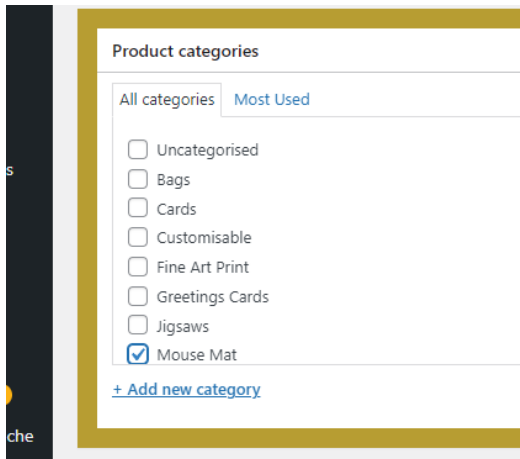 Product categories
All categories Most Used
Uncategorised
s
Bags
Cards
Customisable
Fine Art Print
Greetings Cards
Jigsaws
Mouse Mat
+ Add new category
che